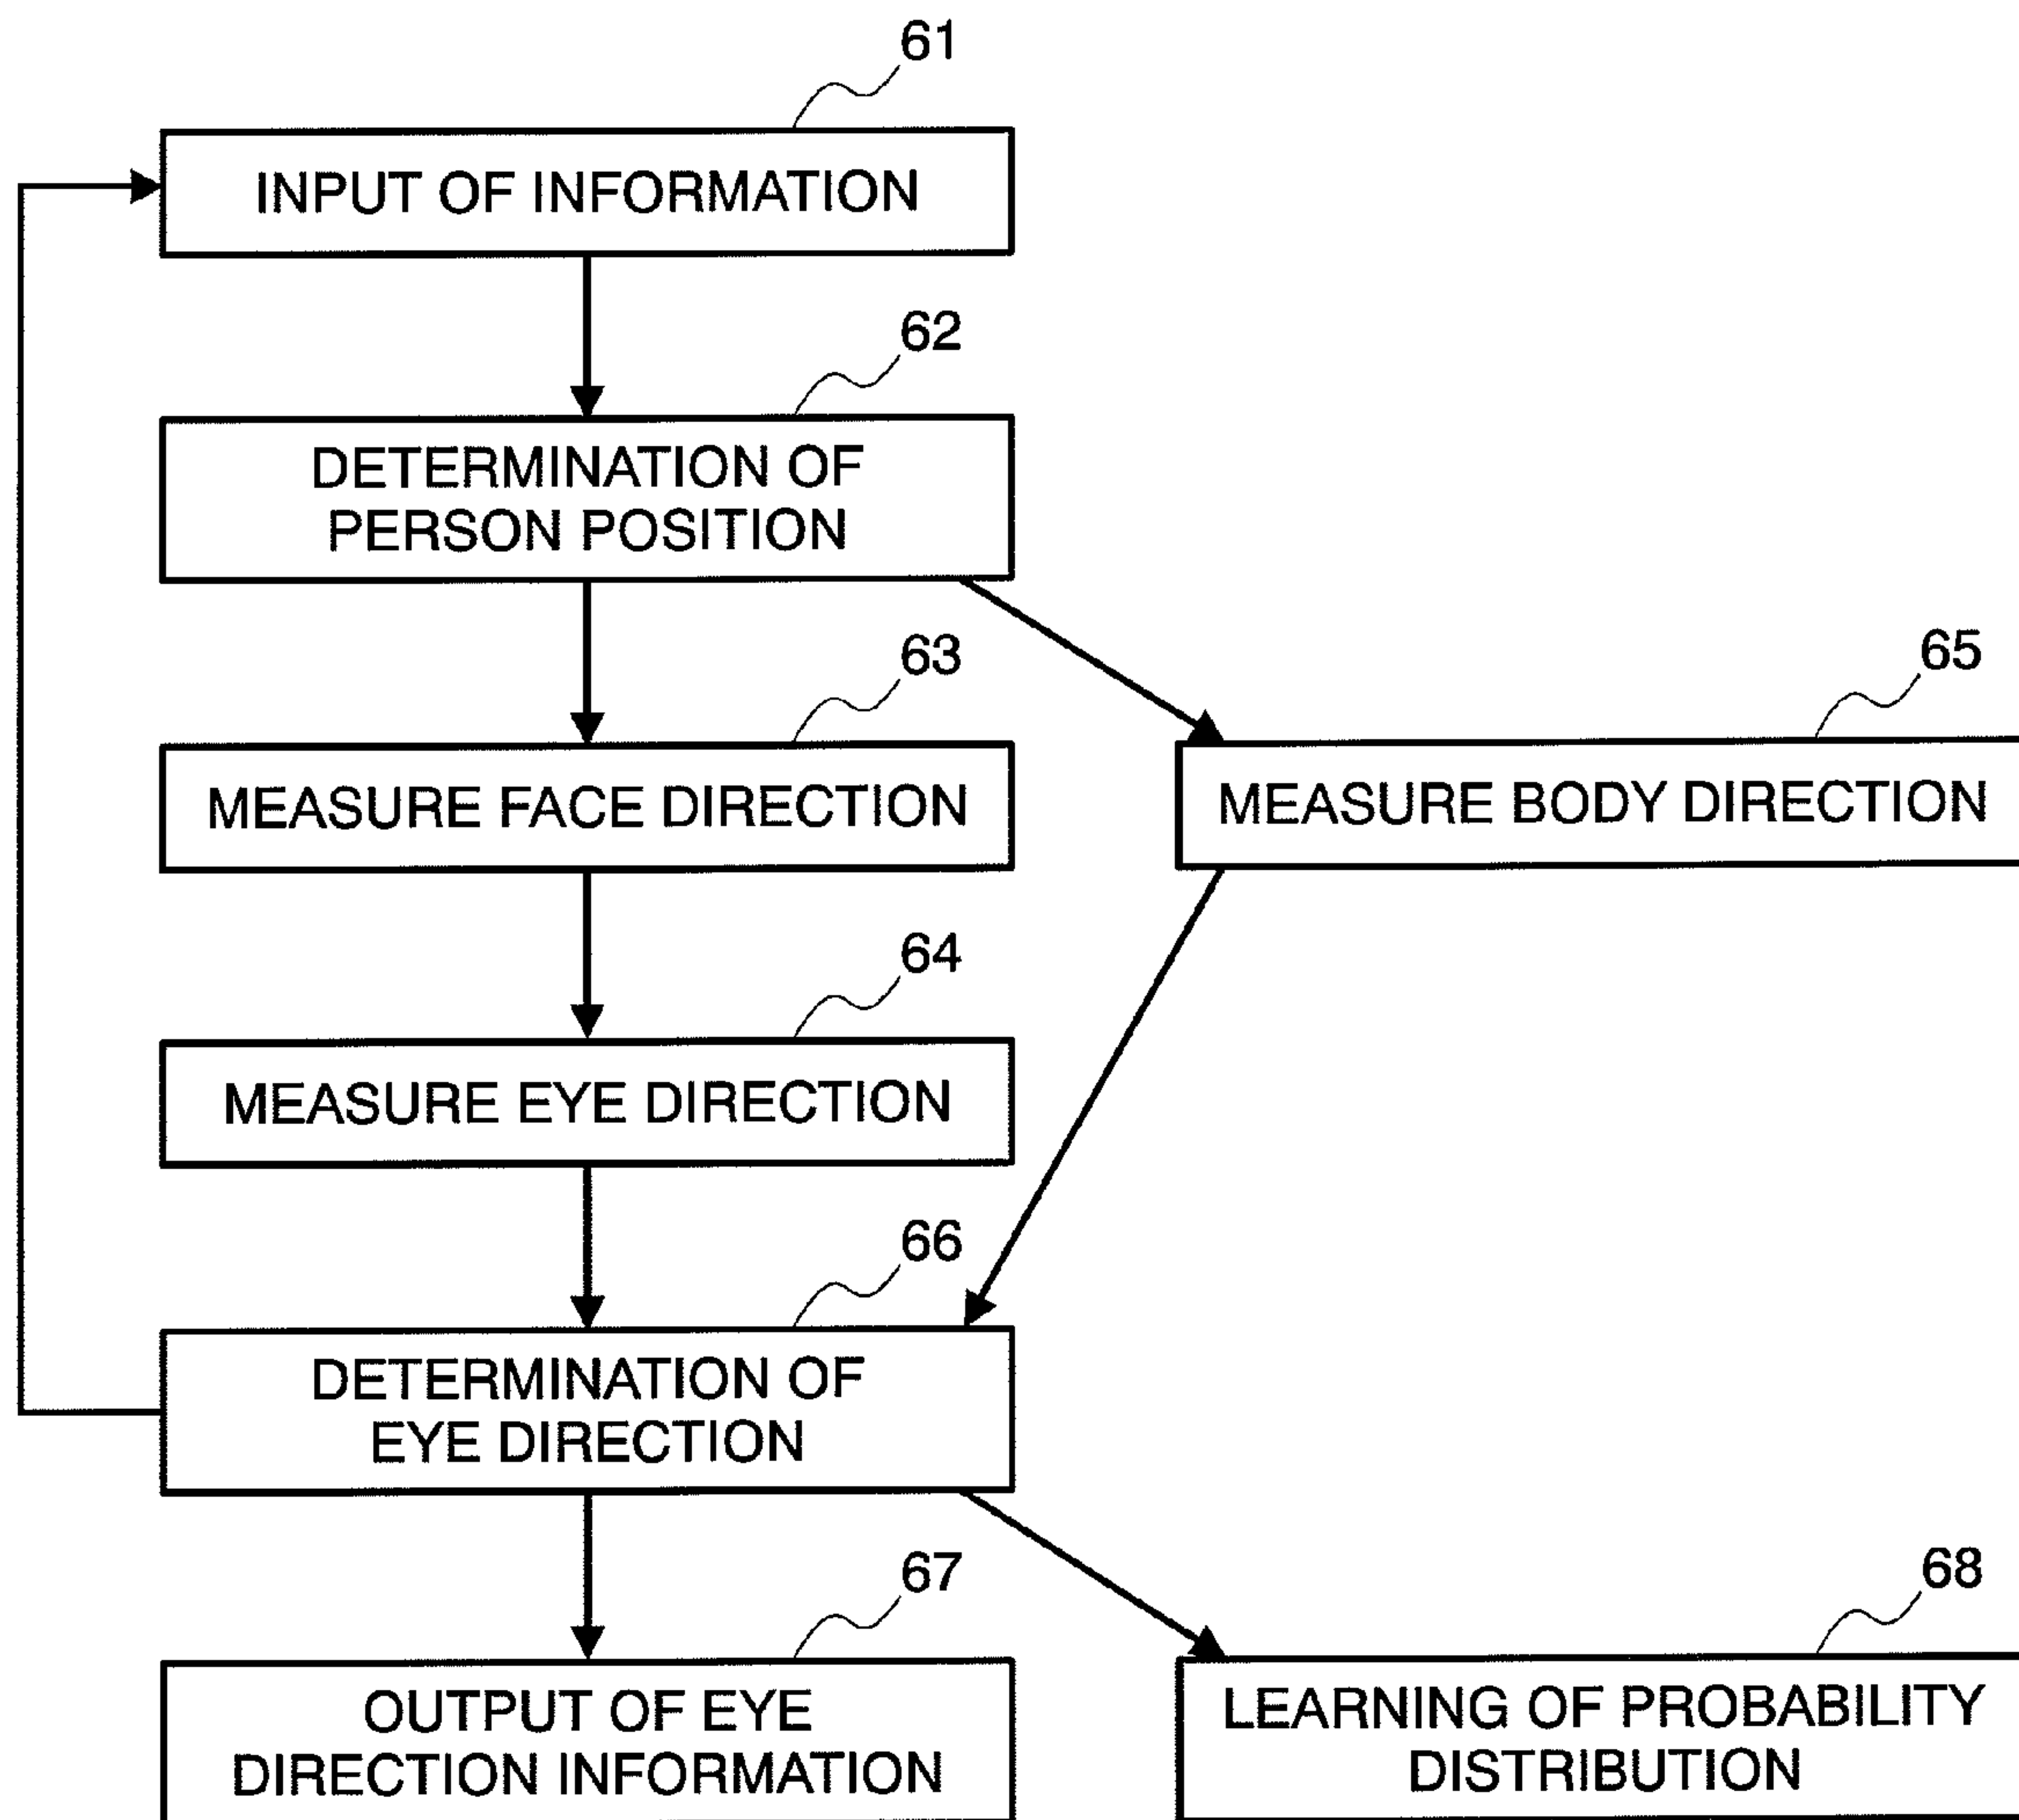 61
INPUT OF INFORMATION
62
DETERMINATION OF
PERSON POSITION
63
MEASURE FACE DIRECTION
65
MEASURE BODY DIRECTION
64
MEASURE EYE DIRECTION
66
DETERMINATION OF
EYE DIRECTION
67
OUTPUT OF EYE
DIRECTION INFORMATION
68
LEARNING OF PROBABILITY
DISTRIBUTION